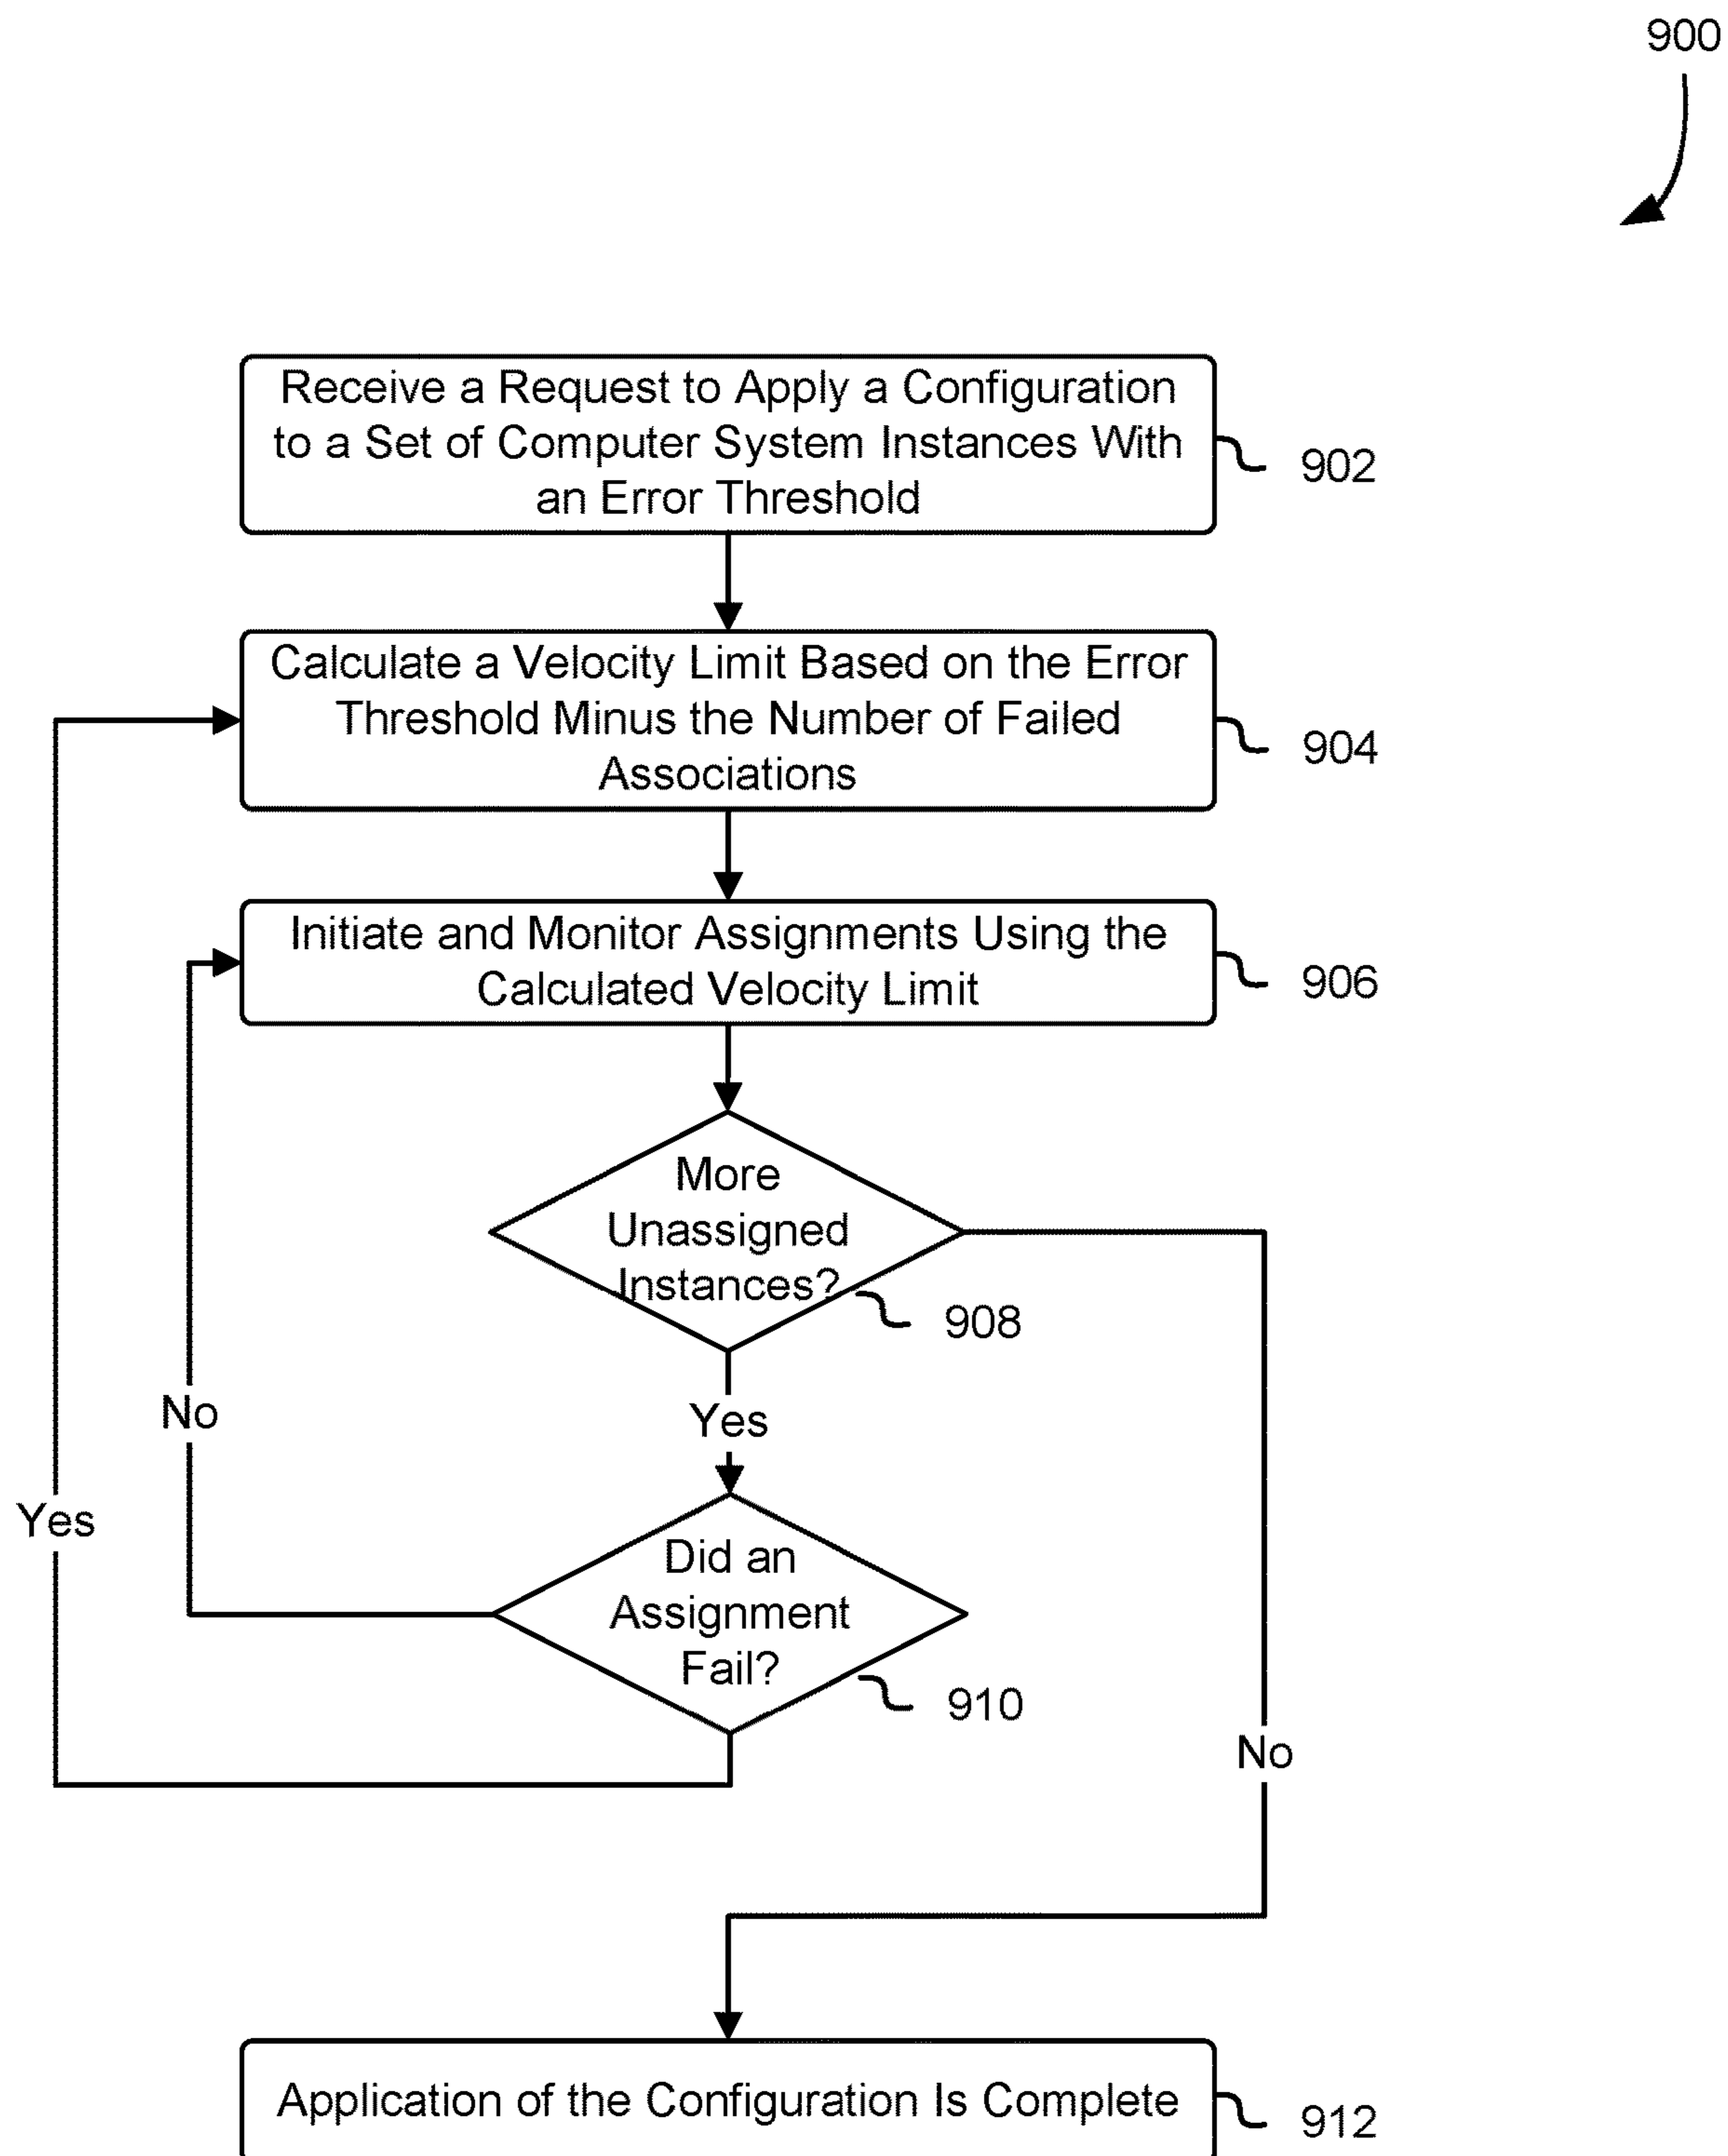 900
Receive a Request to Apply a Configuration
to a Set of Computer System Instances With
an Error Threshold
902
Calculate a Velocity Limit Based on the Error
Threshold Minus the Number of Failed
Associations
904
Initiate and Monitor Assignments Using the
Calculated Velocity Limit
906
More
Unassigned
Instances?
908
No
Yes
Yes
Did an
Assignment
Fail?
910
No
Application of the Configuration Is Complete
912